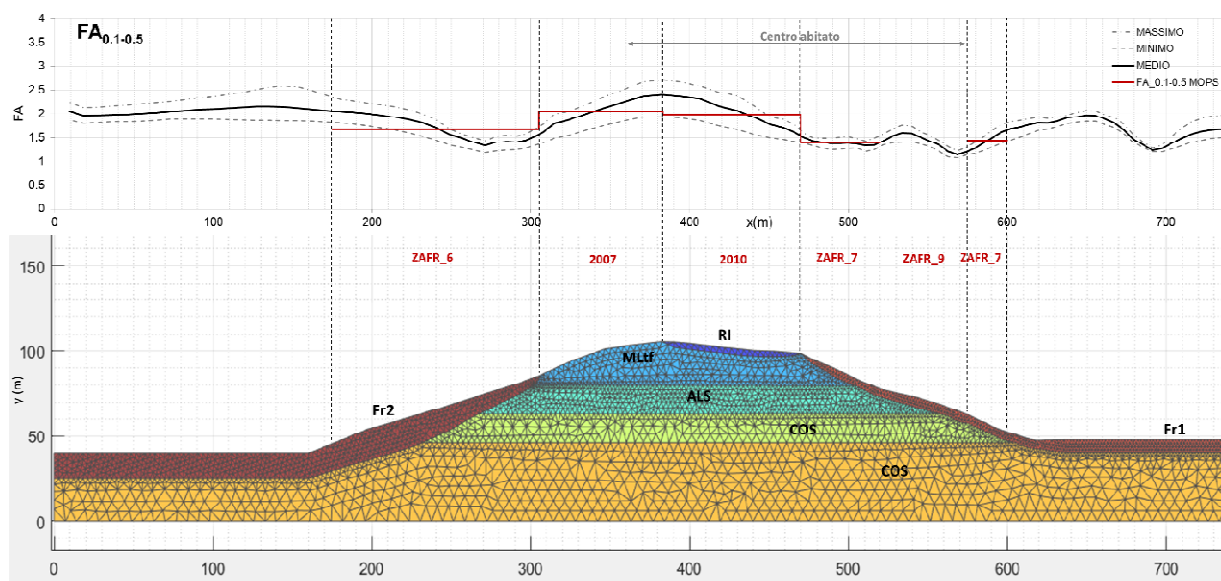 FA0.1-0.5
4
3.5
3
2.5
2
1.5
1
0.5
0
FA
Centro abitato
MASSIMO
MINIMO
MEDIO
FA_0.1-0.5 MOPS
0 100 200 300 400 x(m) 500 600 700
ZAFR_6 2007 2010 ZAFR_7 ZAFR_9 ZAFR_7
150
100
50
0
y (m)
RI
MLtf
ALS
Fr2
COS
Fr1
COS
0 100 200 300 400 500 600 700